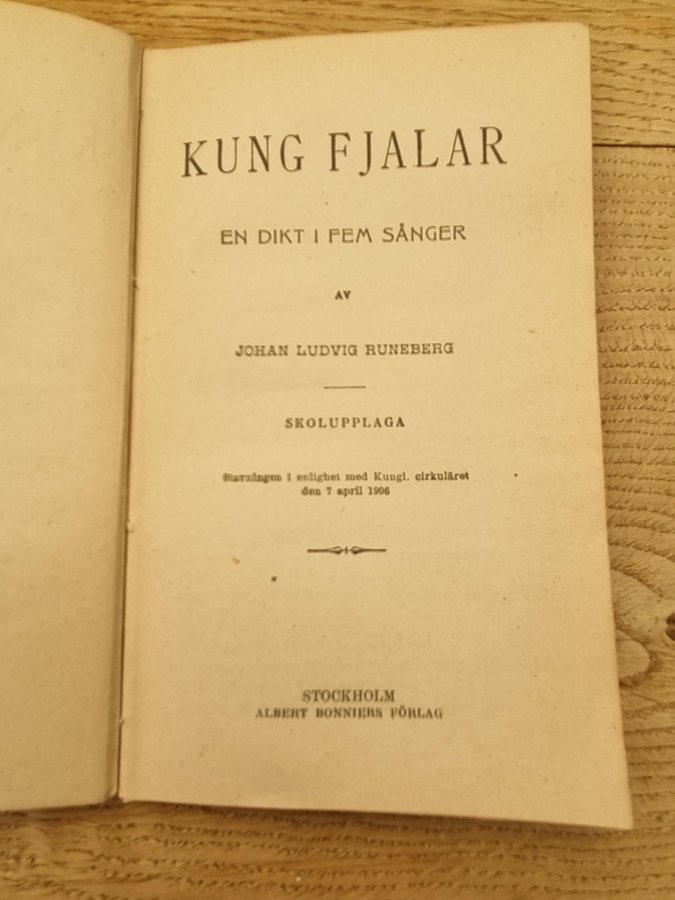 KUNG FJALAR
EN DIKT I FEM SÅNGER
AV
JOHAN LUDVIG RUNEBERG
SKOLUPPLAGA
Stavningen i enlighet med Kungl. cirkuläret
den 7 april 1906
STOCKHOLM
ALBERT BONNIERS FÖRLAG